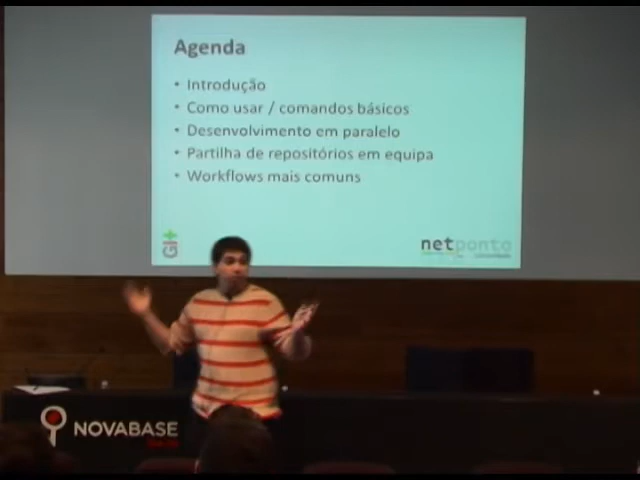 Agenda
• Introdução
• Como usar / comandos básicos
• Desenvolvimento em paralelo
• Partilha de repositórios em equipa
• Workflows mais comuns
GIt
netponto
NOVABASE